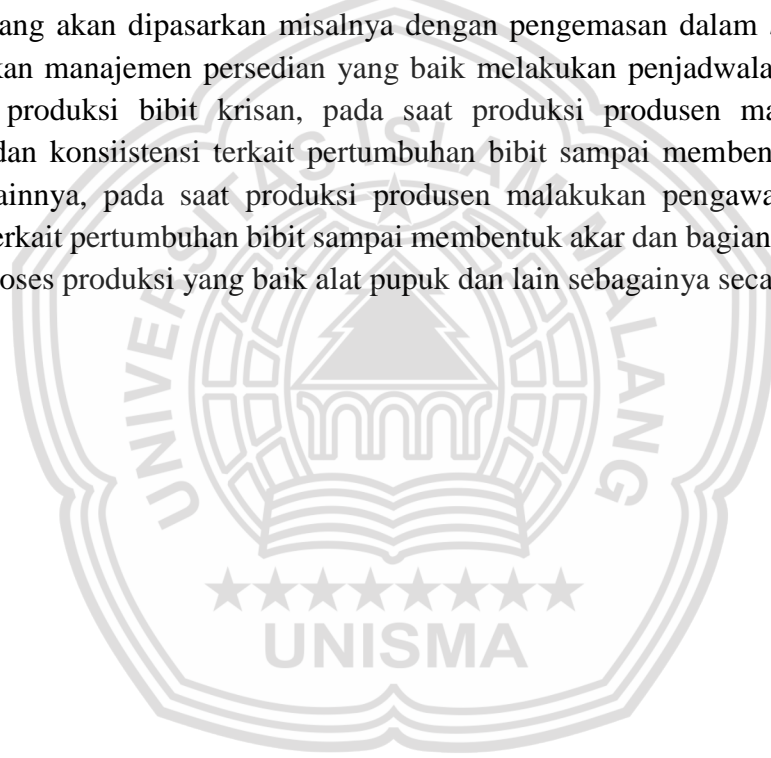 ang akan dipasarkan misalnya dengan pengemasan dalam
kan manajemen persedian yang baik melakukan penjadwala
produksi bibit krisan, pada saat produksi produsen ma
dan konsiistensi terkait pertumbuhan bibit sampai memben
ainnya, pada saat produksi produsen malakukan pengawa
erkait pertumbuhan bibit sampai membentuk akar dan bagian
oses produksi yang baik alat pupuk dan lain sebagainya seca
UNIVERSITAS ISLAM MALANG
UNISMA